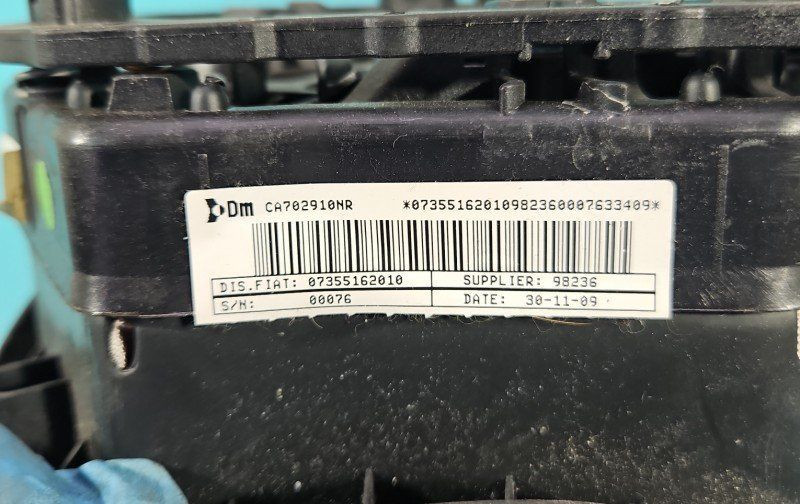 Dm CA702910NR *07355162010982360007633409*
DIS.FIAT: 07355162010 SUPPLIER: 98236
S/N: 00076 DATE: 30-11-09